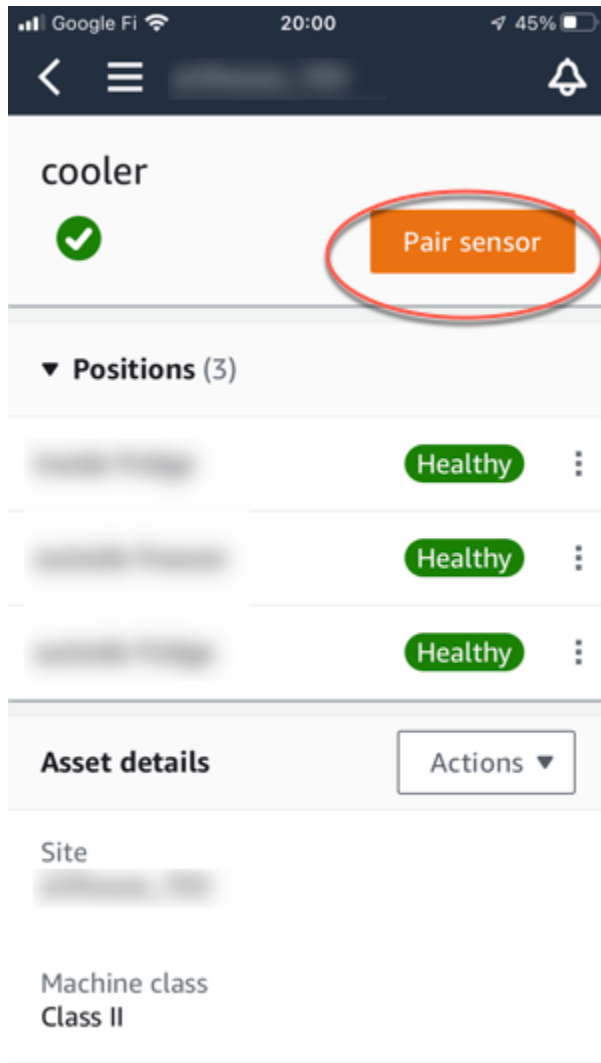 Google Fi 20:00 45%
cooler
Pair sensor
Positions (3)
Healthy
Healthy
Healthy
Asset details Actions
Site
Machine class
Class II